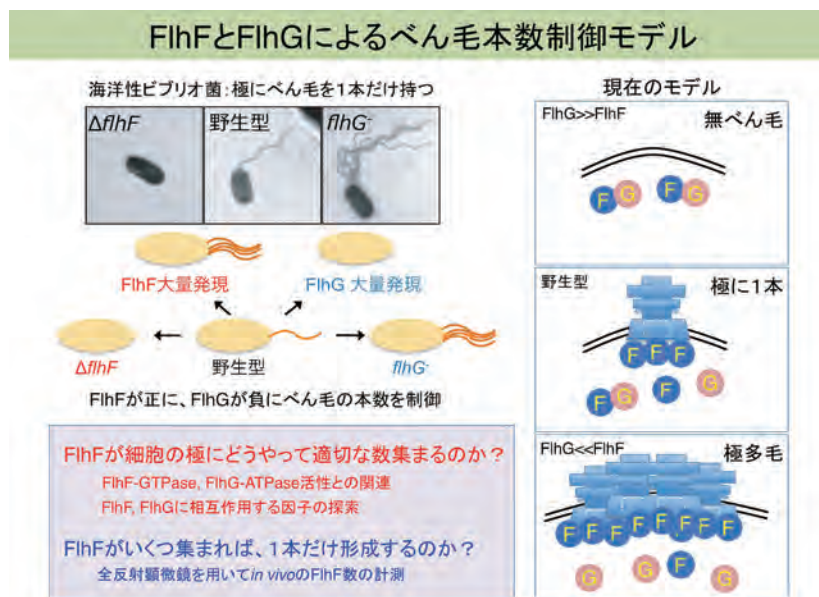 FlhFとFlhGによるべん毛本数制御モデル
海洋性ビブリオ菌:極にべん毛を1本だけ持つ
ΔflhF
野生型
flhG-
FlhF大量発現
FlhG 大量発現
ΔflhF
野生型
flhG-
FlhFが正に、FlhGが負にべん毛の本数を制御
FlhFが細胞の極にどうやって適切な数集まるのか?
FlhF-GTPase, FlhG-ATPase活性との関連
FlhF, FlhGに相互作用する因子の探索
FlhFがいくつ集まれば、1本だけ形成するのか?
全反射顕微鏡を用いてin vivoのFlhF数の計測
現在のモデル
FlhG>>FlhF
無べん毛
F G F G
野生型
極に1本
F F F
F G F G
FlhG<<FlhF
極多毛
F F F F F F F F
G G F G